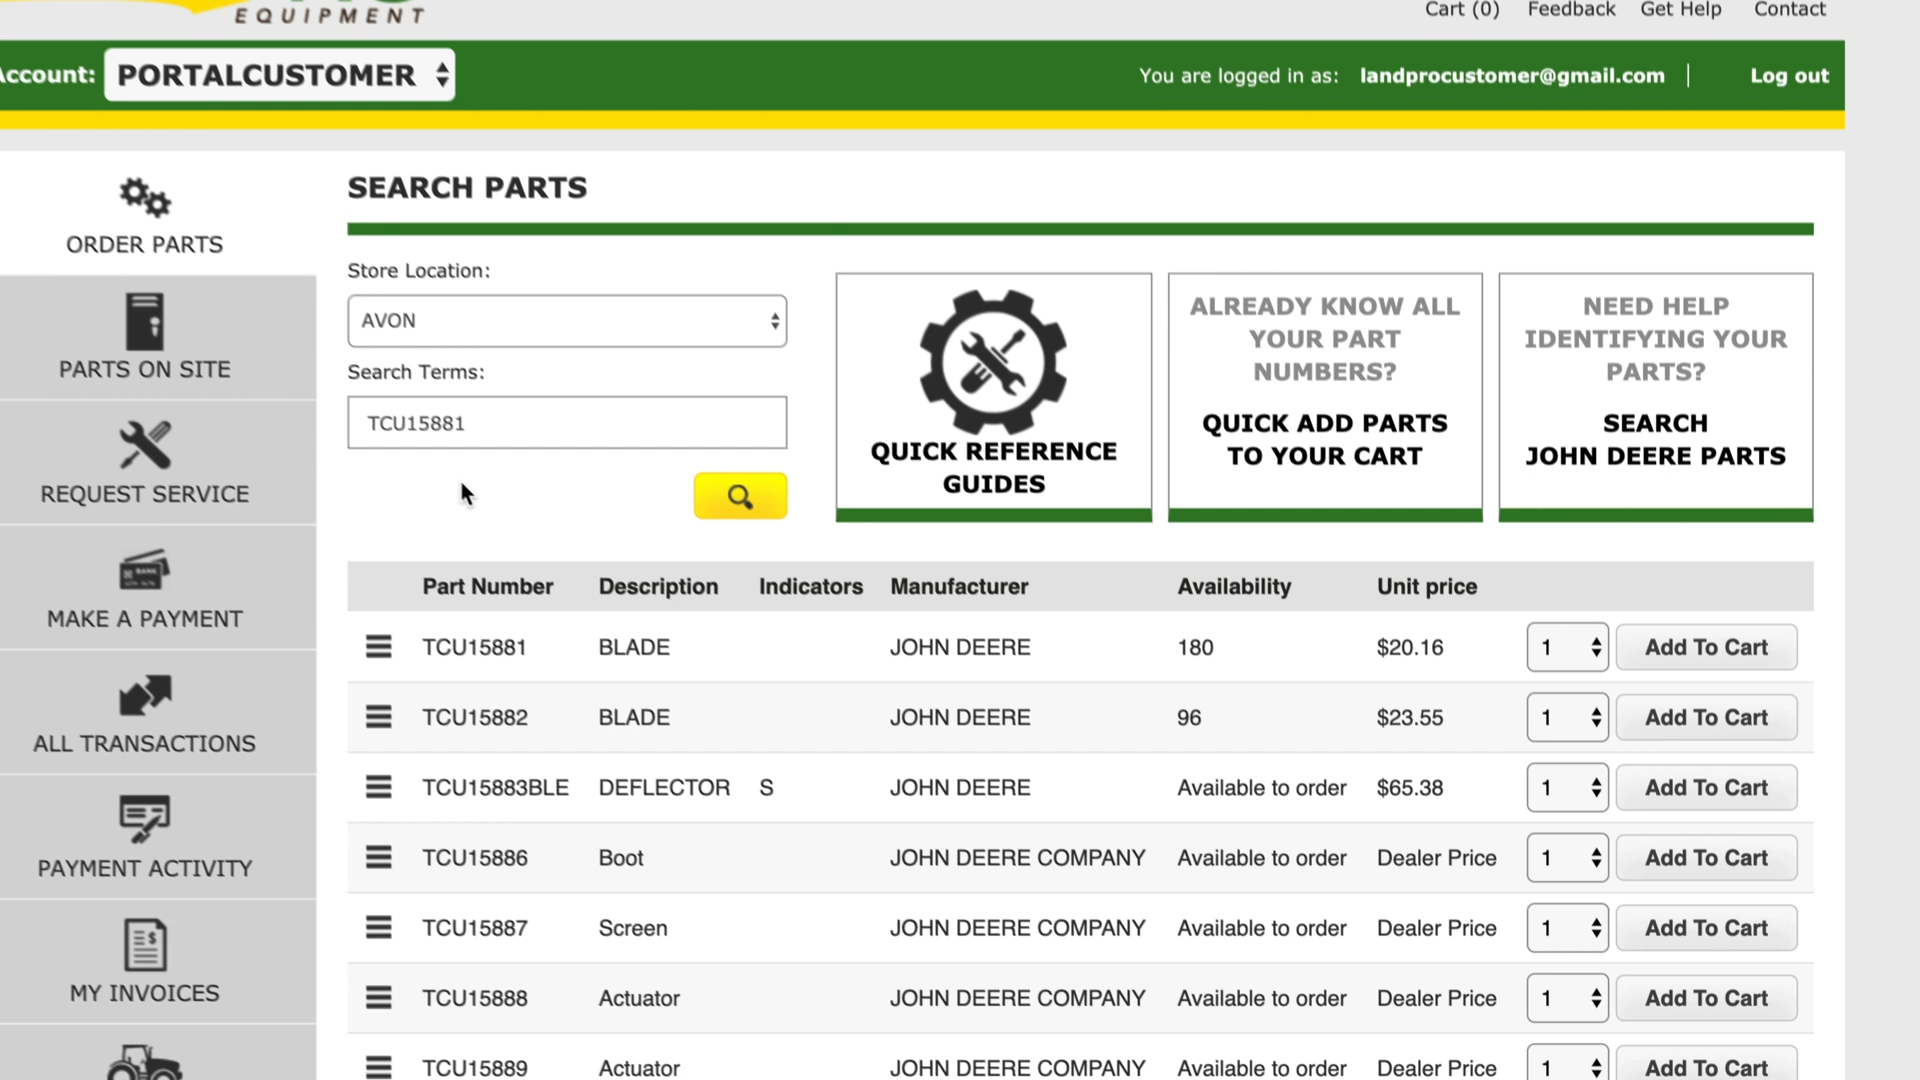 EQUIPMENT
Cart (0) Feedback Get Help Contact
Account: PORTALCUSTOMER
You are logged in as: landprocustomer@gmail.com | Log out
ORDER PARTS
PARTS ON SITE
REQUEST SERVICE
BANK
MAKE A PAYMENT
ALL TRANSACTIONS
PAYMENT ACTIVITY
MY INVOICES
SEARCH PARTS
Store Location:
AVON
Search Terms:
TCU15881
QUICK REFERENCE
GUIDES
ALREADY KNOW ALL
YOUR PART
NUMBERS?
QUICK ADD PARTS
TO YOUR CART
NEED HELP
IDENTIFYING YOUR
PARTS?
SEARCH
JOHN DEERE PARTS
Part Number Description Indicators Manufacturer Availability Unit price
TCU15881 BLADE JOHN DEERE 180 $20.16 1 Add To Cart
TCU15882 BLADE JOHN DEERE 96 $23.55 1 Add To Cart
TCU15883BLE DEFLECTOR S JOHN DEERE Available to order $65.38 1 Add To Cart
TCU15886 Boot JOHN DEERE COMPANY Available to order Dealer Price 1 Add To Cart
TCU15887 Screen JOHN DEERE COMPANY Available to order Dealer Price 1 Add To Cart
TCU15888 Actuator JOHN DEERE COMPANY Available to order Dealer Price 1 Add To Cart
TCU15889 Actuator JOHN DEERE COMPANY Available to order Dealer Price 1 Add To Cart